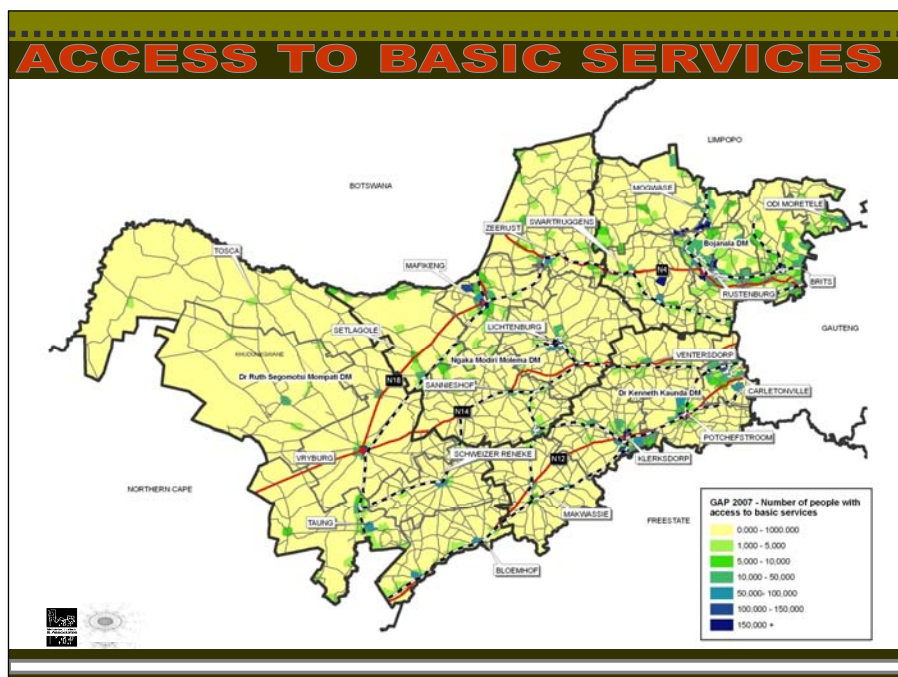 ACCESS TO BASIC SERVICES
LIMPOPO
BOTSWANA
MOGWASE
ODI MORETELE
SWARTRUGGENS
ZEERUST
Bojanala DM
TOSCA
MAFIKENG
N4
BRITS
RUSTENBURG
SETLAGOLE
LICHTENBURG
GAUTENG
VENTERSDORP
Ngaka Modiri Molema DM
Dr Ruth Segomotsi Mompati DM
N18
SANNIESHOF
CARLETONVILLE
Dr Kenneth Kaunda DM
N14
POTCHEFSTROOM
SCHWEIZER RENEKE
VRYBURG
KLERKSDORP
N12
NORTHERN CAPE
MAKWASSIE
FREESTATE
TAUNG
BLOEMHOF
GAP 2007 - Number of people with
access to basic services
0.000 - 1000.000
1,000 - 5,000
5,000 - 10,000
10,000 - 50,000
50,000- 100,000
100,000 - 150,000
150,000 +